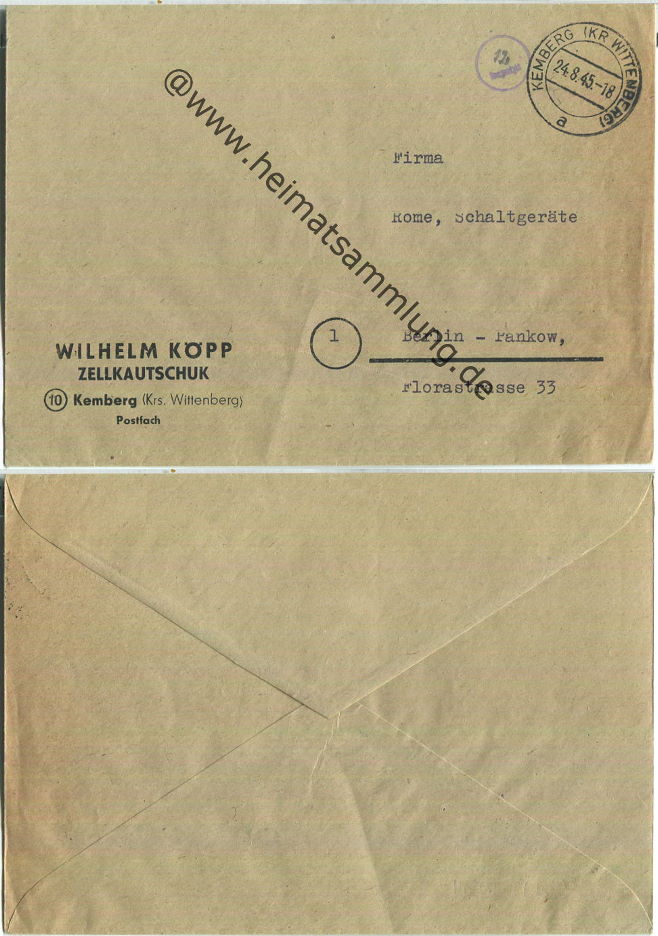 KEMBERG (KR WITTENBERG)
24.8.45.-18
a
12
@www.heimatsammlung.de
Firma
Rome, Schaltgeräte
1
Berlin - Pankow,
Florastrasse 33
WILHELM KÖPP
ZELLKAUTSCHUK
10 Kemberg (Krs. Wittenberg)
Postfach